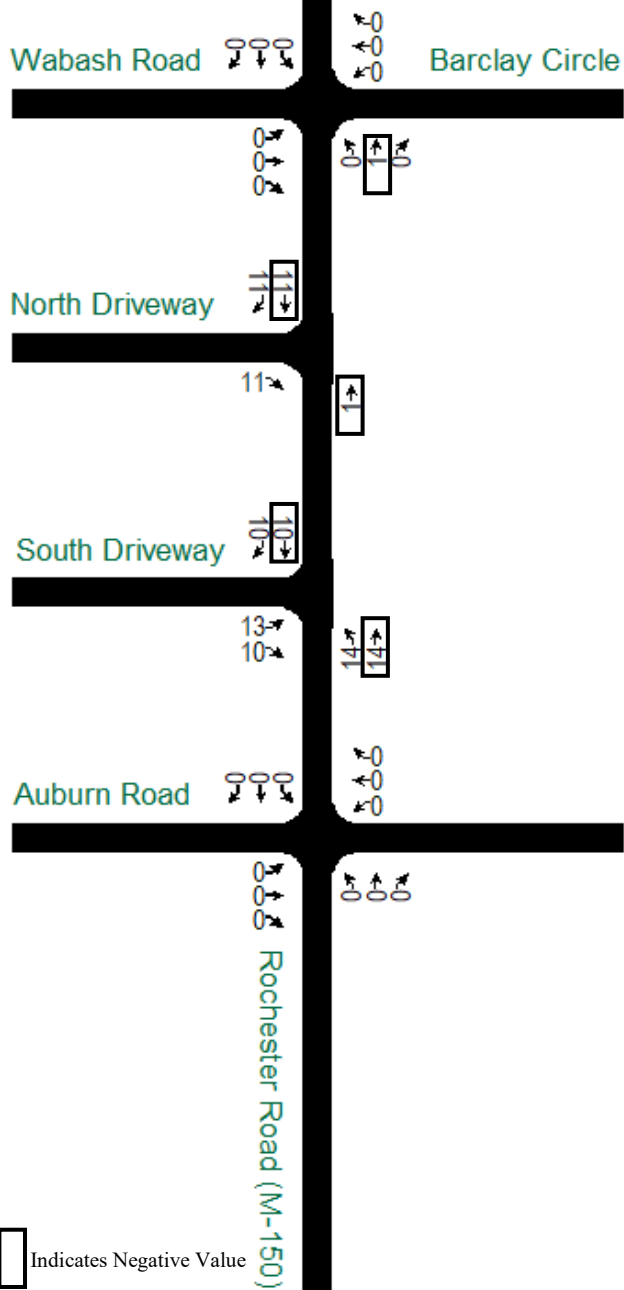 0 0 0
0
0
0
Wabash Road
Barclay Circle
0
0
0
0 1 0
11 11
North Driveway
11
1
10 10
South Driveway
13
10
14 14
0
0
0
0 0 0
Auburn Road
0
0
0
0 0 0
Rochester Road (M-150)
Indicates Negative Value